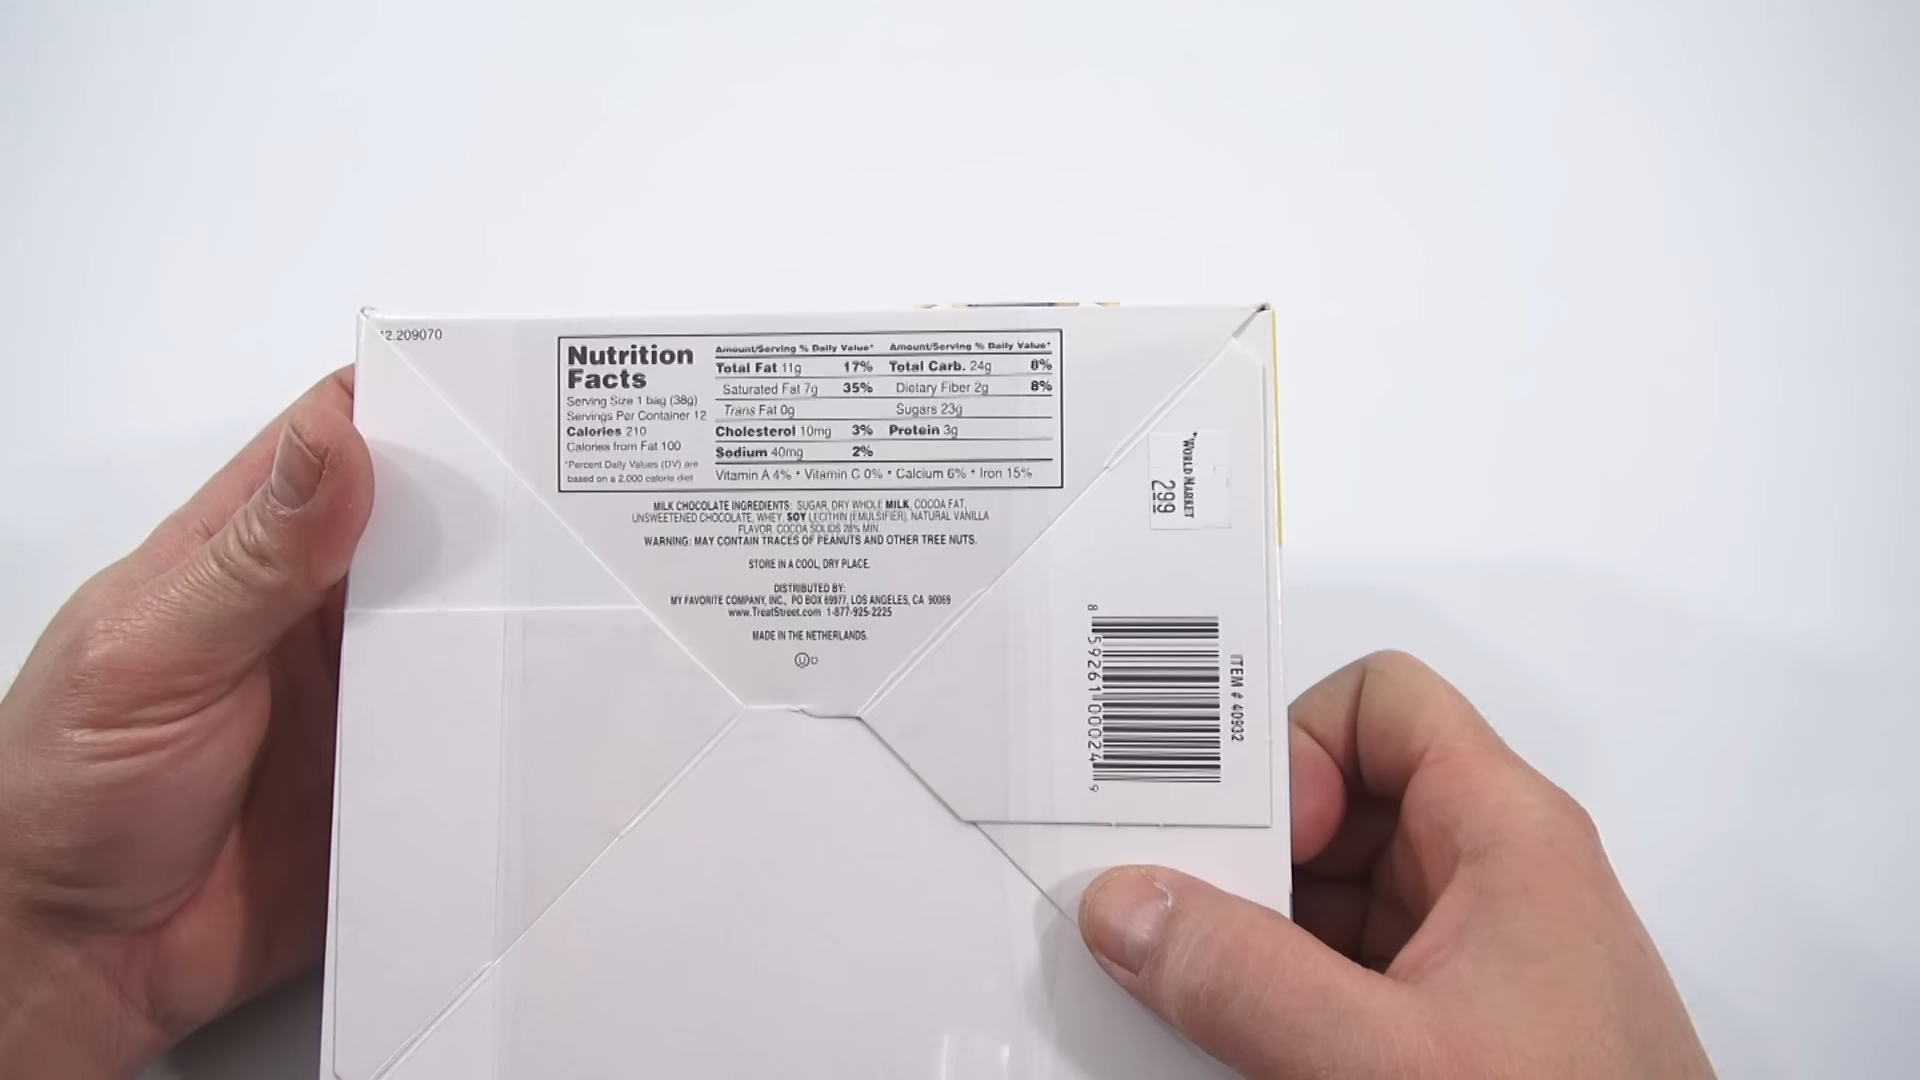 12.209070
Nutrition
Facts
Serving Size 1 bag (38g)
Servings Per Container 12
Calories 210
Calories from Fat 100
*Percent Daily Values (DV) are
based on a 2,000 calorie diet
Amount/Serving % Daily Value*
Total Fat 11g 17%
Saturated Fat 7g 35%
Trans Fat 0g
Cholesterol 10mg 3%
Sodium 40mg 2%
Amount/Serving % Daily Value*
Total Carb. 24g 8%
Dietary Fiber 2g 8%
Sugars 23g
Protein 3g
Vitamin A 4% • Vitamin C 0% • Calcium 6% • Iron 15%
MILK CHOCOLATE INGREDIENTS: SUGAR, DRY WHOLE MILK, COCOA FAT,
UNSWEETENED CHOCOLATE, WHEY, SOY LECITHIN (EMULSIFIER), NATURAL VANILLA
FLAVOR. COCOA SOLIDS 28% MIN.
WARNING: MAY CONTAIN TRACES OF PEANUTS AND OTHER TREE NUTS.
STORE IN A COOL, DRY PLACE.
DISTRIBUTED BY:
MY FAVORITE COMPANY, INC., PO BOX 69977, LOS ANGELES, CA 90069
www.TreatStreet.com 1-877-925-2225
MADE IN THE NETHERLANDS.
U D
WORLD MARKET
299
8 59261 00024 9
ITEM # 40932